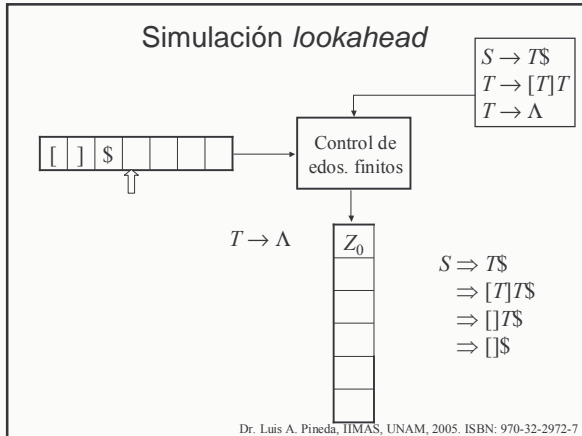 Simulación lookahead
S → T$
T → [T]T
T → Λ
Control de
edos. finitos
[ ] $
T → Λ
Z₀
S ⇒ T$
⇒ [T]T$
⇒ []T$
⇒ []$
Dr. Luis A. Pineda, IIMAS, UNAM, 2005. ISBN: 970-32-2972-7